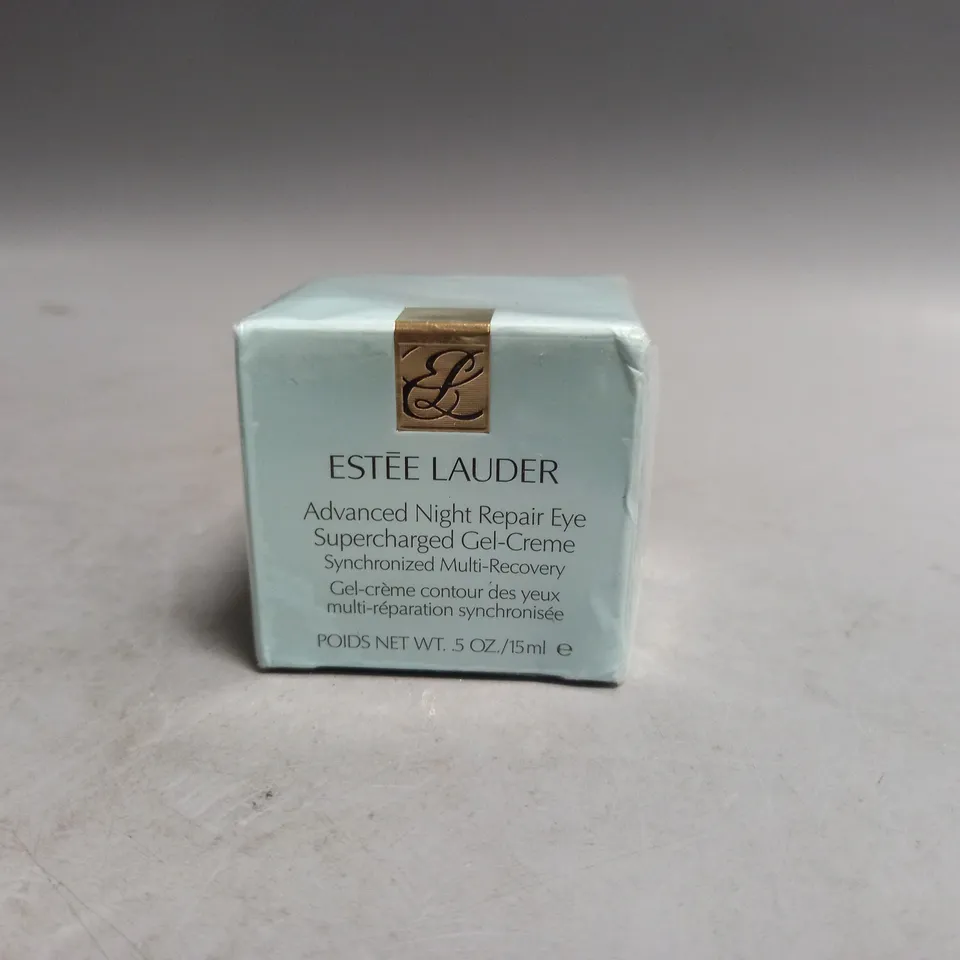 EL
ESTĒE LAUDER
Advanced Night Repair Eye
Supercharged Gel-Creme
Synchronized Multi-Recovery
Gel-crème contour des yeux
multi-réparation synchronisée
POIDS NET WT. .5 OZ./15ml ℮